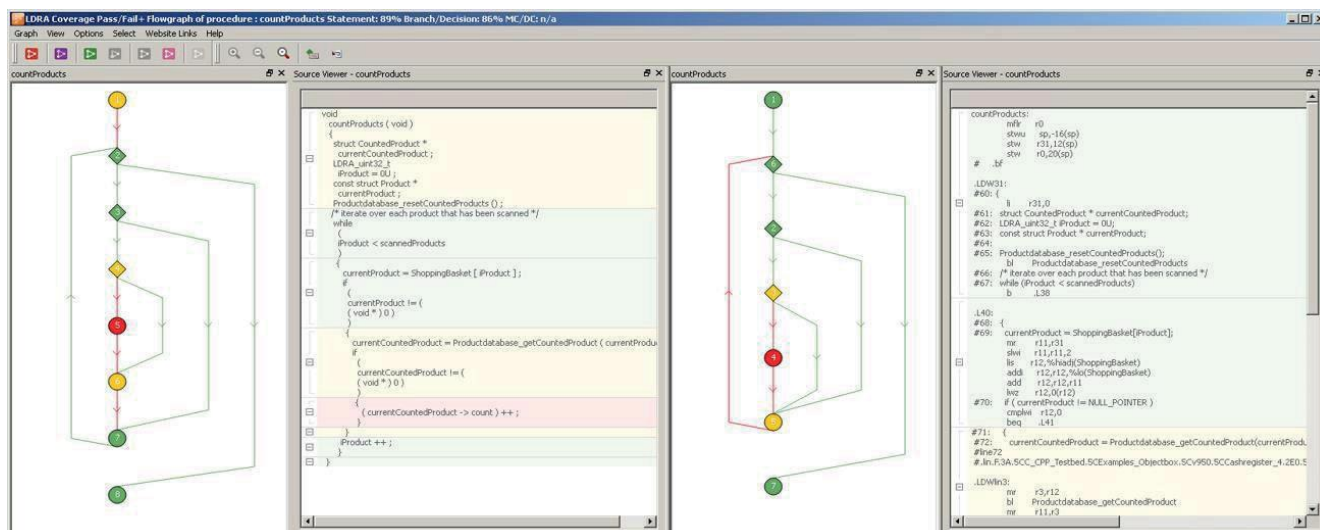 LDRA Coverage Pass/Fail+ Flowgraph of procedure : countProducts Statement: 89% Branch/Decision: 86% MC/DC: n/a
Graph View Options Select Website Links Help
countProducts
2
3
5
7
8
Source Viewer - countProducts
void
countProducts ( void )
{
struct CountedProduct *
currentCountedProduct ;
LDRA_uint32_t
iProduct = 0U ;
const struct Product *
currentProduct ;
Productdatabase_resetCountedProducts () ;
/* iterate over each product that has been scanned */
while
(
iProduct < scannedProducts
)
{
currentProduct = ShoppingBasket [ iProduct ] ;
if
(
currentProduct != (
( void * ) 0 )
)
{
currentCountedProduct = Productdatabase_getCountedProduct ( currentProduc
if
(
currentCountedProduct != (
( void * ) 0 )
)
{
( currentCountedProduct -> count ) ++ ;
}
}
iProduct ++ ;
}
}
countProducts
1
6
2
4
7
Source Viewer - countProducts
countProducts:
mflr r0
stwu sp,-16(sp)
stw r31,12(sp)
stw r0,20(sp)
# .bf
.LDW31:
#60: {
li r31,0
#61: struct CountedProduct * currentCountedProduct;
#62: LDRA_uint32_t iProduct = 0U;
#63: const struct Product * currentProduct;
#64:
#65: Productdatabase_resetCountedProducts();
bl Productdatabase_resetCountedProducts
#66: /* iterate over each product that has been scanned */
#67: while (iProduct < scannedProducts)
b .L38
.L40:
#68: {
#69: currentProduct = ShoppingBasket[iProduct];
mr r11,r31
slwi r11,r11,2
lis r12,%hiadj(ShoppingBasket)
addi r12,r12,%lo(ShoppingBasket)
add r12,r12,r11
lwz r12,0(r12)
#70: if ( currentProduct != NULL_POINTER )
cmplwi r12,0
beq .L41
#71: {
#72: currentCountedProduct = Productdatabase_getCountedProduct(currentProdu
#line72
#.lin.F.3A.5CC_CPP_Testbed.5CExamples_Objectbox.5Cv950.5CCashregister_4.2E0.5
.LDWlin3:
mr r3,r12
bl Productdatabase_getCountedProduct
mr r11,r3